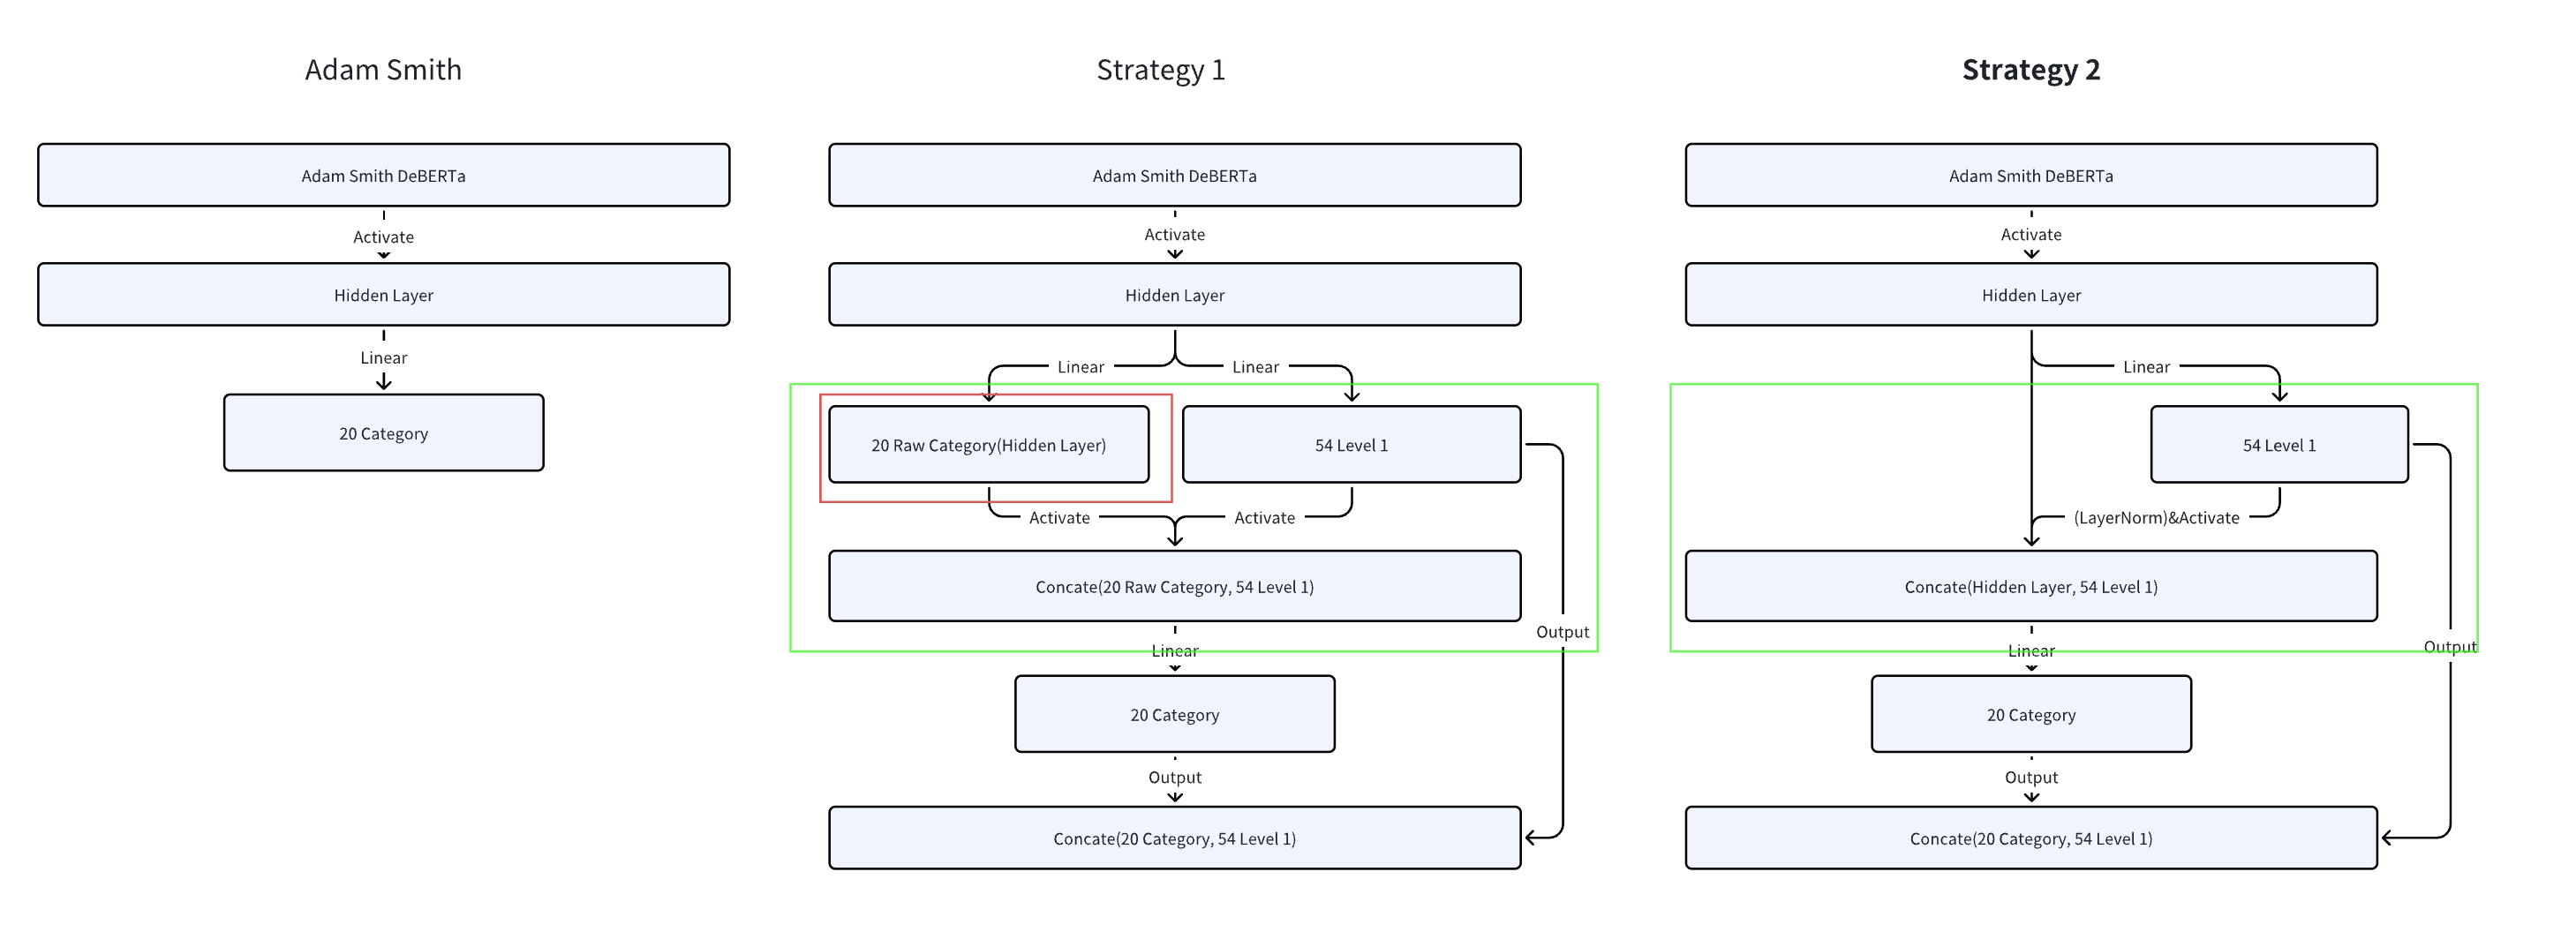 Adam Smith
Adam Smith DeBERTa
Activate
Hidden Layer
Linear
20 Category
Strategy 1
Adam Smith DeBERTa
Activate
Hidden Layer
Linear
Linear
20 Raw Category(Hidden Layer)
54 Level 1
Activate
Activate
Concate(20 Raw Category, 54 Level 1)
Output
Linear
20 Category
Output
Concate(20 Category, 54 Level 1)
Strategy 2
Adam Smith DeBERTa
Activate
Hidden Layer
Linear
54 Level 1
(LayerNorm)&Activate
Concate(Hidden Layer, 54 Level 1)
Output
Linear
20 Category
Output
Concate(20 Category, 54 Level 1)